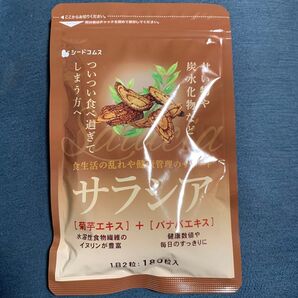 シードコムス
甘い物や
炭水化物など
ついつい食べ過ぎて
しまう方へ
Salacia
食生活の乱れや健康管理の
サラシア
[菊芋エキス]+[バナバエキス]
水溶性食物繊維の
イヌリンが豊富
健康数値や
毎日のすっきりに
1日2粒:180粒入